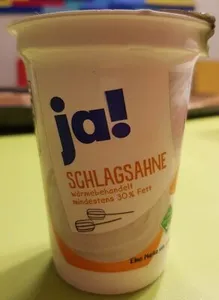 ja!
SCHLAGSAHNE
wärmebehandelt
mindestens 30% Fett